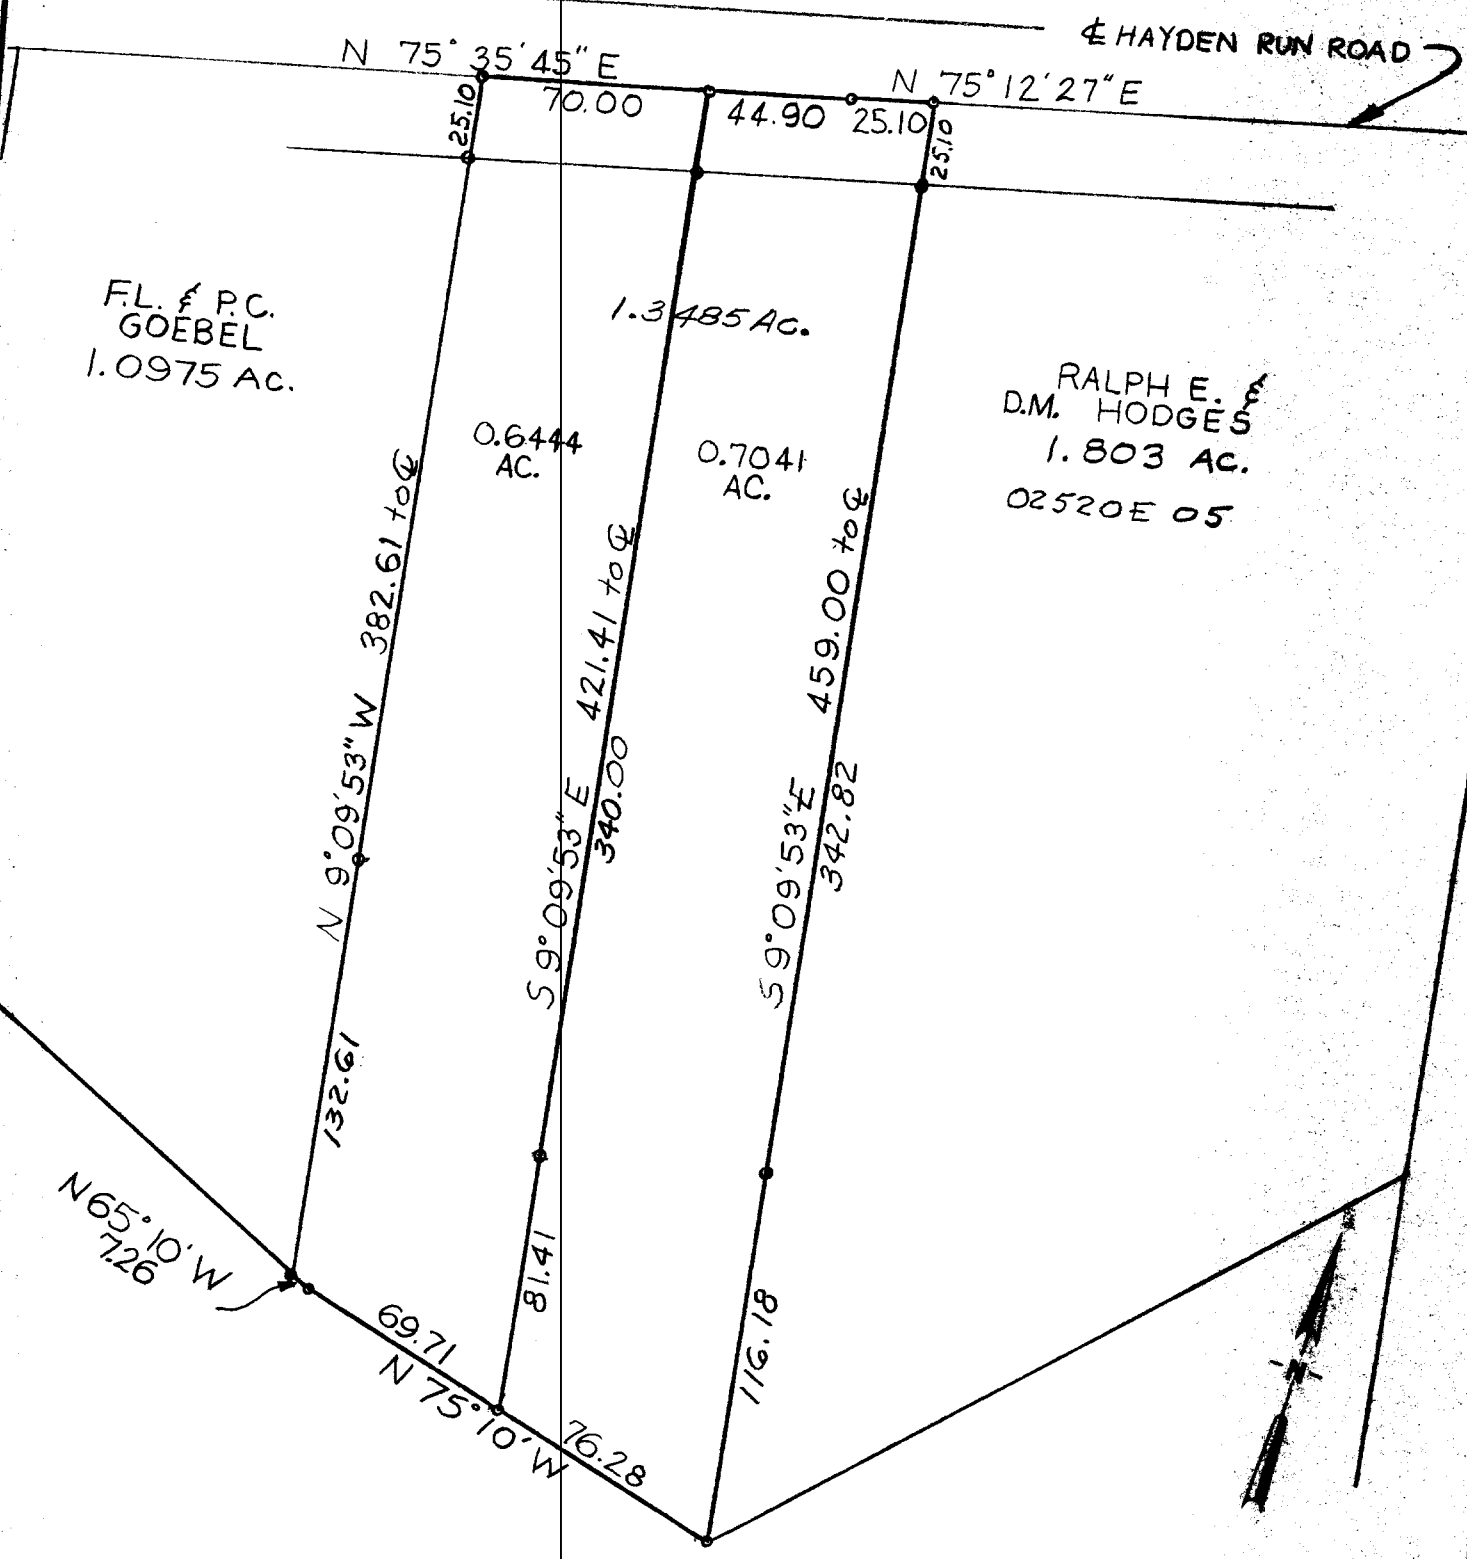 ℄ HAYDEN RUN ROAD
N 75° 35' 45" E
70.00
N 75° 12' 27" E
44.90
25.10
25.10
25.10
F.L. & P.C.
GOEBEL
1.0975 AC.
1.3485 AC.
0.6444
AC.
0.7041
AC.
RALPH E. &
D.M. HODGES
1.803 AC.
02520E 05
N 9° 09' 53" W 382.61 to ℄
132.61
S 9° 09' 53" E 421.41 to ℄
340.00
81.41
S 9° 09' 53" E 459.00 to ℄
342.82
116.18
N 65° 10' W
7.26
69.71
N 75° 10' W
76.28
N